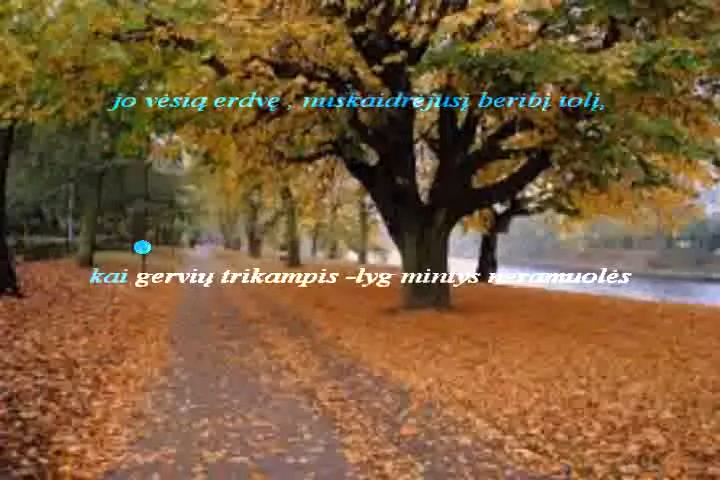 jo vėsią erdvę , nuskaidrėjusį beribį tolį,
kai gervių trikampis -lyg mintys neramuolės